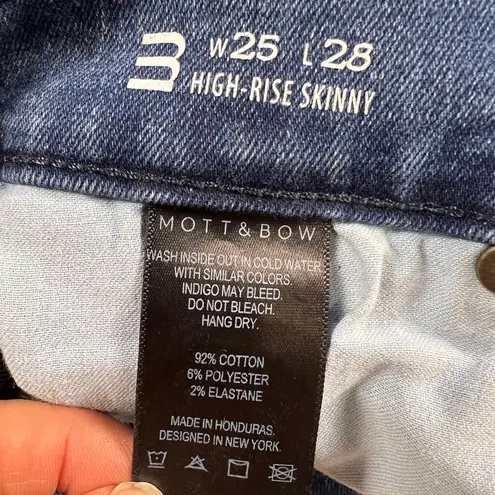 W25 L28
HIGH-RISE SKINNY
MOTT & BOW
WASH INSIDE OUT IN COLD WATER
WITH SIMILAR COLORS.
INDIGO MAY BLEED.
DO NOT BLEACH.
HANG DRY.
92% COTTON
6% POLYESTER
2% ELASTANE
MADE IN HONDURAS.
DESIGNED IN NEW YORK.